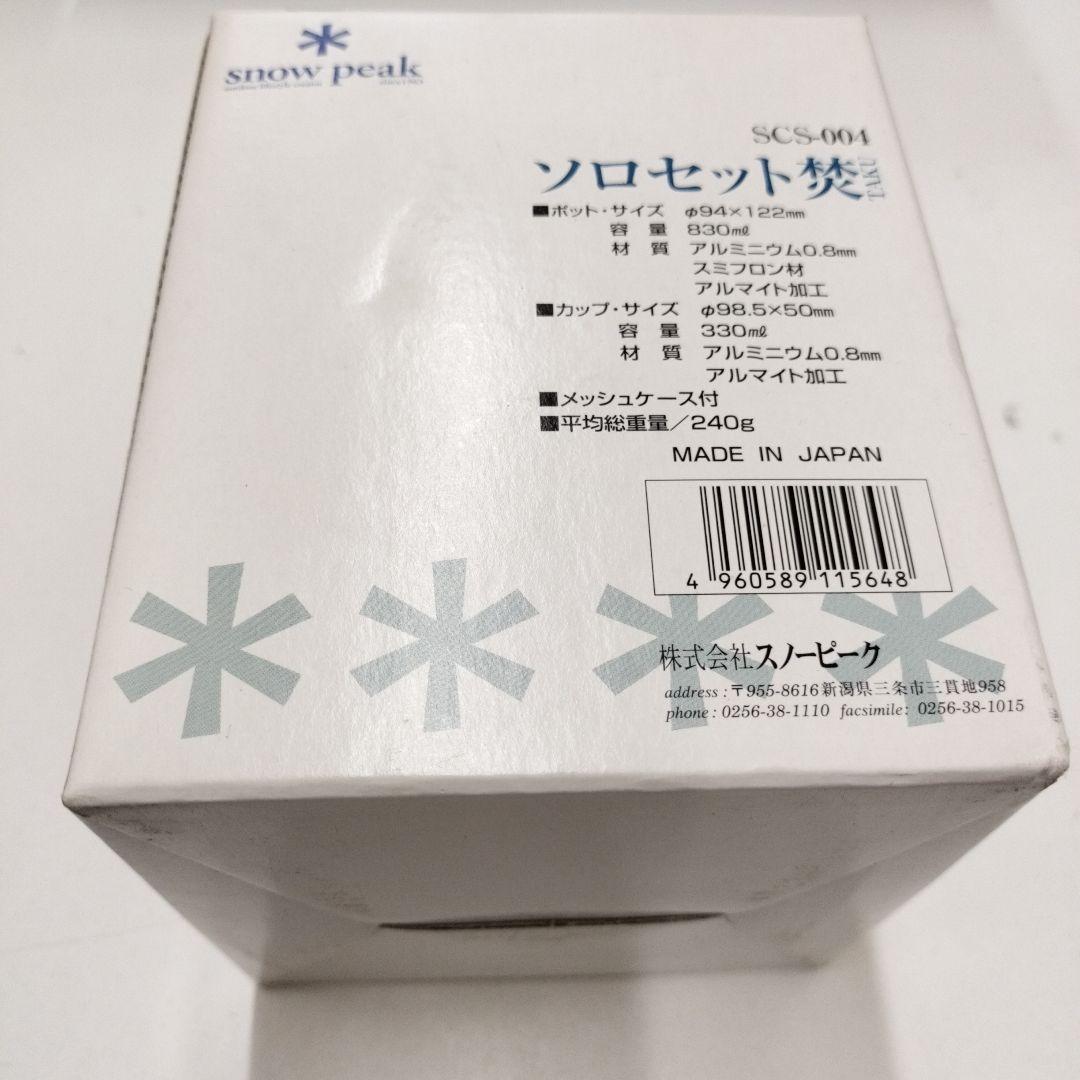 snow peak
SCS-004
ソロセット焚
TAKU
■ポット・サイズ φ94×122㎜
容 量 830㎖
材 質 アルミニウム0.8㎜
スミフロン材
アルマイト加工
■カップ・サイズ φ98.5×50㎜
容 量 330㎖
材 質 アルミニウム0.8㎜
アルマイト加工
■メッシュケース付
■平均総重量/240g
MADE IN JAPAN
4 960589 115648
株式会社スノーピーク
address : 〒955-8616 新潟県三条市三貫地958
phone : 0256-38-1110 facsimile: 0256-38-1015